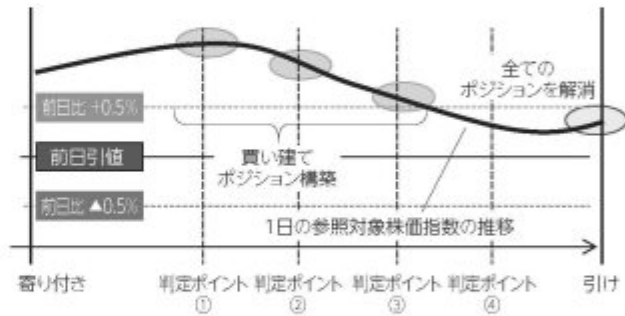 全ての
ポジションを解消
前日比+0.5%
前日引値
買い建て
ポジション構築
前日比▲0.5%
1日の参照対象株価指数の推移
寄り付き
判定ポイント
①
判定ポイント
②
判定ポイント
③
判定ポイント
④
引け